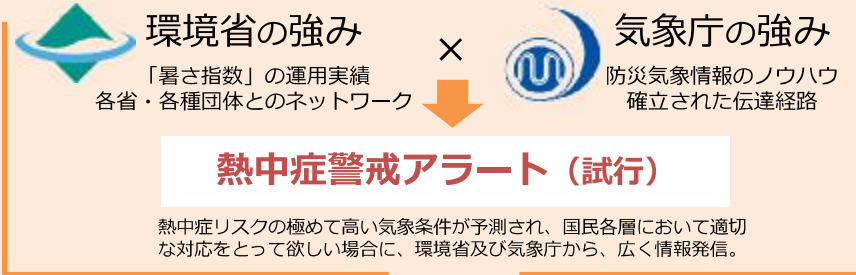 環境省の強み
×
気象庁の強み
「暑さ指数」の運用実績
各省・各種団体とのネットワーク
防災気象情報のノウハウ
確立された伝達経路
熱中症警戒アラート（試行）
熱中症リスクの極めて高い気象条件が予測され、国民各層において適切
な対応をとって欲しい場合に、環境省及び気象庁から、広く情報発信。